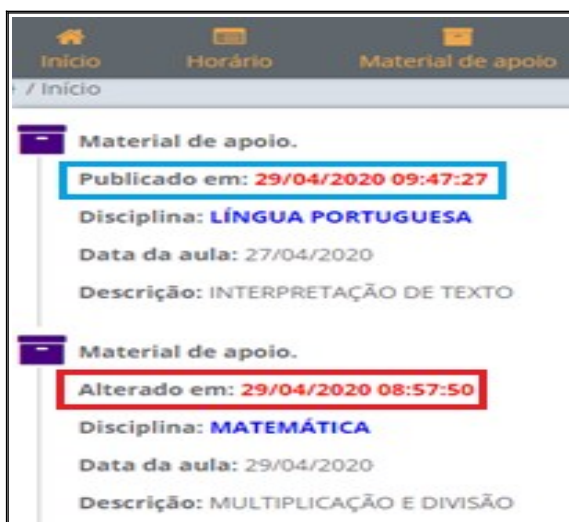 Início Horário Material de apoio
/ Início
Material de apoio.
Publicado em: 29/04/2020 09:47:27
Disciplina: LÍNGUA PORTUGUESA
Data da aula: 27/04/2020
Descrição: INTERPRETAÇÃO DE TEXTO
Material de apoio.
Alterado em: 29/04/2020 08:57:50
Disciplina: MATEMÁTICA
Data da aula: 29/04/2020
Descrição: MULTIPLICAÇÃO E DIVISÃO